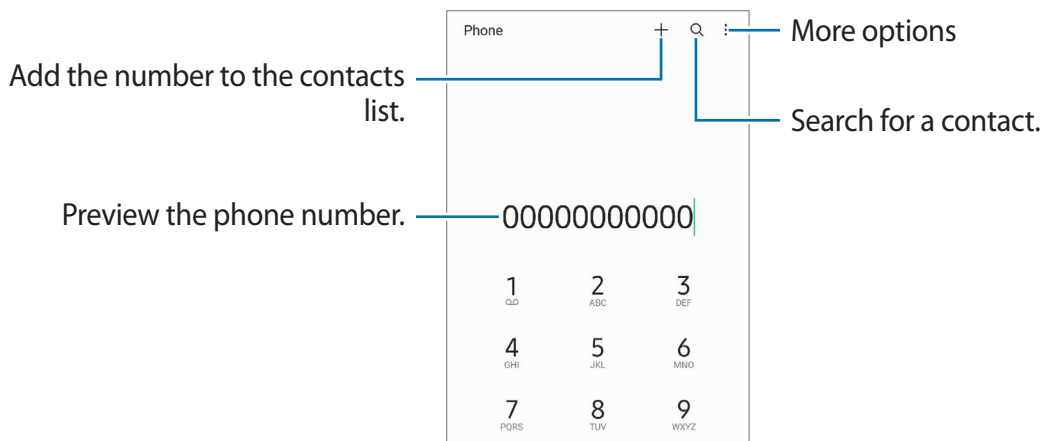 Phone
More options
Add the number to the contacts
list.
Search for a contact.
Preview the phone number.
00000000000
1 2 3
ABC DEF
4 5 6
GHI JKL MNO
7 8 9
PQRS TUV WXYZ